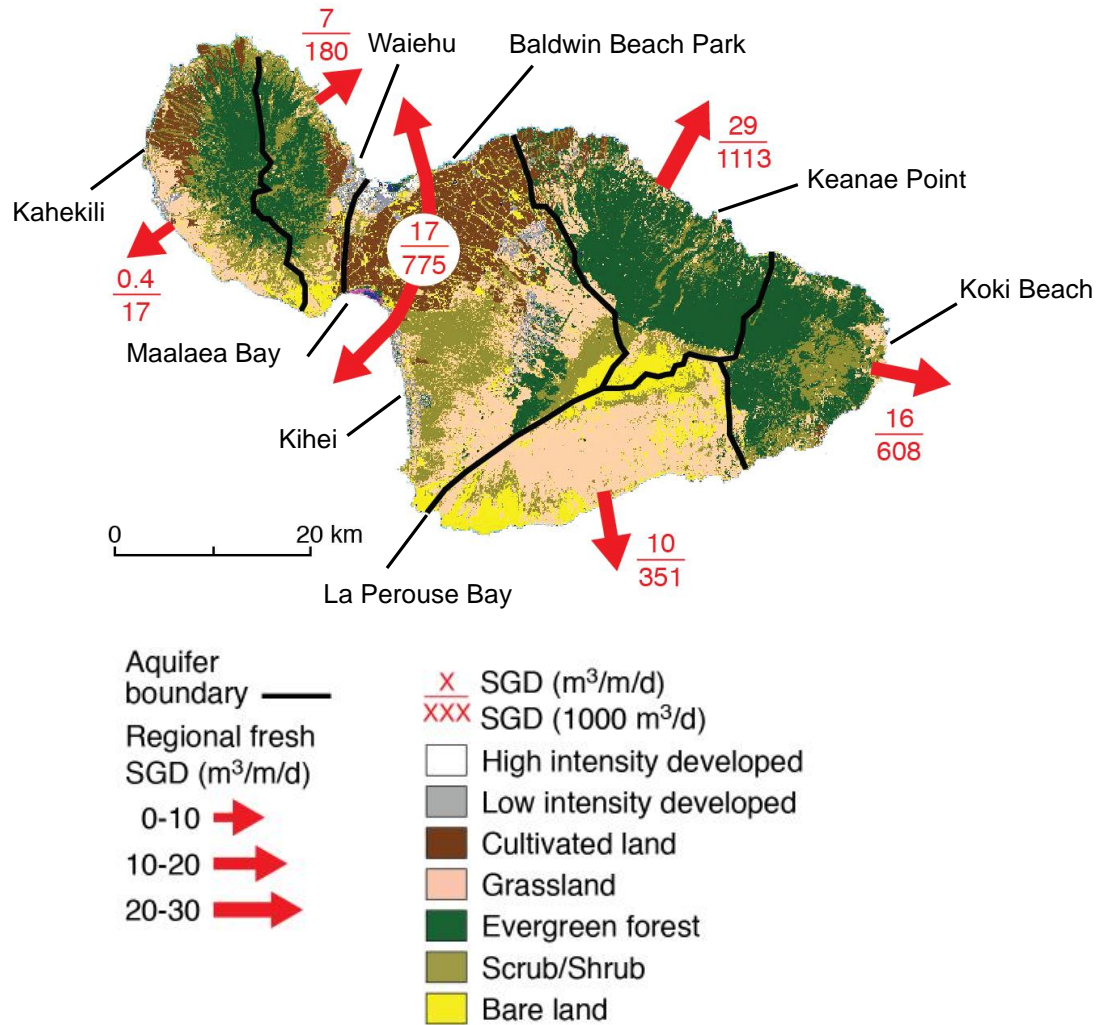 7
180
Waiehu
Baldwin Beach Park
29
1113
Keanae Point
Kahekili
17
775
0.4
17
Koki Beach
Maalaea Bay
16
608
Kihei
0
20 km
10
351
La Perouse Bay
Aquifer
boundary
Regional fresh
SGD (m³/m/d)
0-10
10-20
20-30
X SGD (m³/m/d)
XXX SGD (1000 m³/d)
High intensity developed
Low intensity developed
Cultivated land
Grassland
Evergreen forest
Scrub/Shrub
Bare land